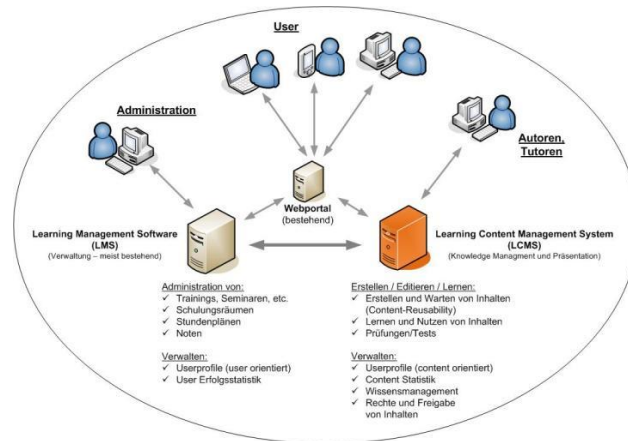 User
Administration
Autoren,
Tutoren
Webportal
(bestehend)
Learning Management Software
(LMS)
(Verwaltung – meist bestehend)
Learning Content Management System
(LCMS)
(Knowledge Managment und Präsentation)
Administration von:
✓ Trainings, Seminaren, etc.
✓ Schulungsräumen
✓ Stundenplänen
✓ Noten
Verwalten:
✓ Userprofile (user orientiert)
✓ User Erfolgsstatistik
Erstellen / Editieren / Lernen:
✓ Erstellen und Warten von Inhalten
(Content-Reusability)
✓ Lernen und Nutzen von Inhalten
✓ Prüfungen/Tests
Verwalten:
✓ Userprofile (content orientiert)
✓ Content Statistik
✓ Wissensmanagement
✓ Rechte und Freigabe
von Inhalten